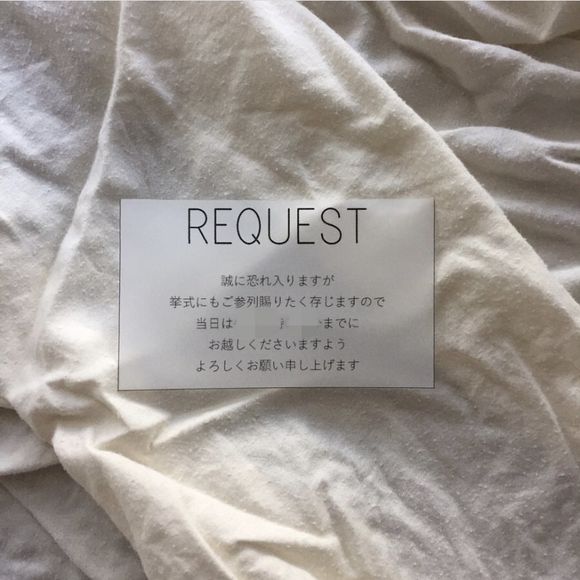 REQUEST
誠に恐れ入りますが
挙式にもご参列賜りたく存じますので
当日は までに
お越しくださいますよう
よろしくお願い申し上げます